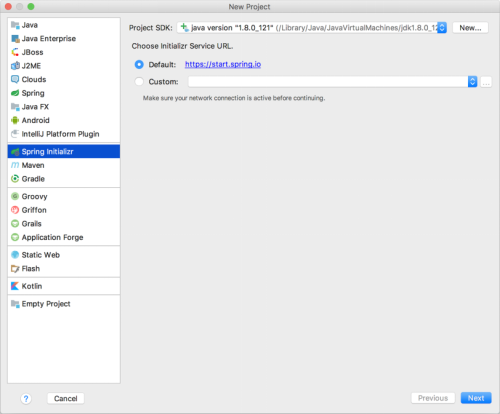 New Project
Java
Java Enterprise
JBoss
J2ME
Clouds
Spring
Java FX
Android
IntelliJ Platform Plugin
Spring Initializr
Maven
Gradle
Groovy
Griffon
Grails
Application Forge
Static Web
Flash
Kotlin
Empty Project
Project SDK: java version "1.8.0_121" (/Library/Java/JavaVirtualMachines/jdk1.8.0_12 New...
Choose Initializr Service URL.
Default: https://start.spring.io
Custom: ...
Make sure your network connection is active before continuing.
? Cancel Previous Next